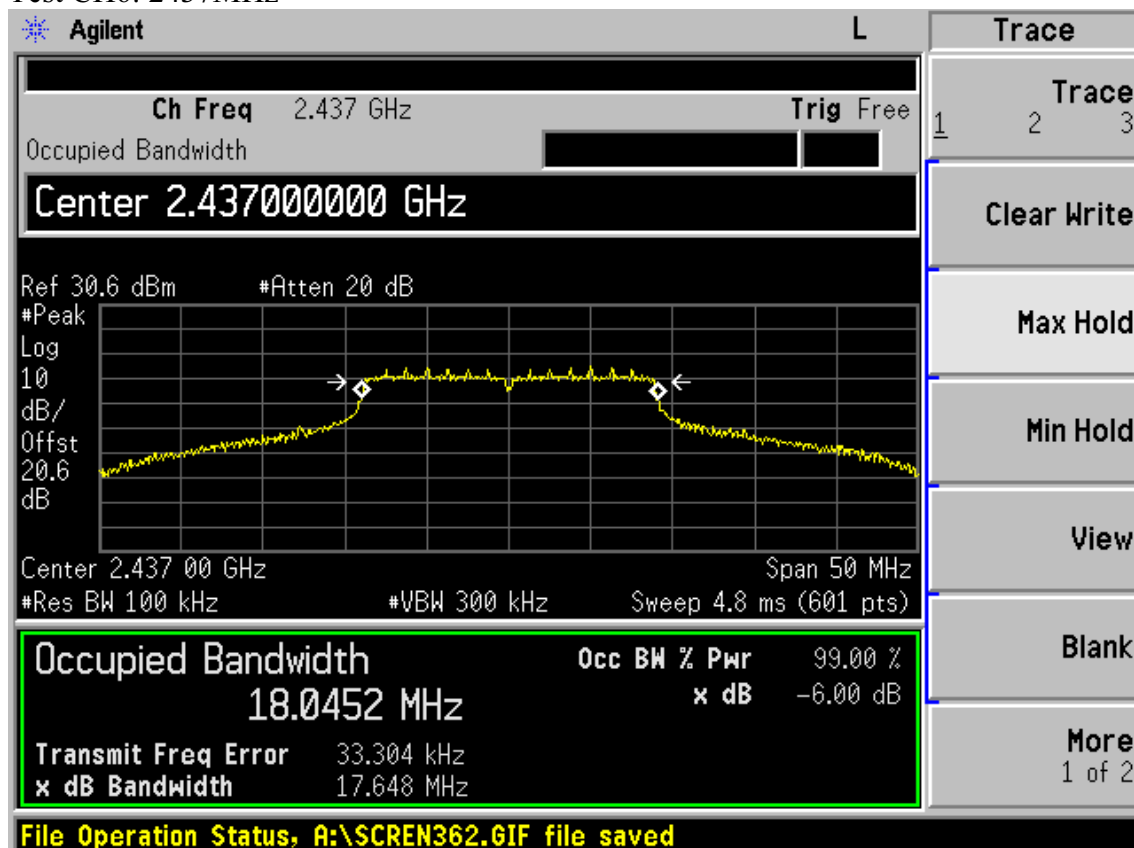 Test CH6: 2437MHz
Agilent
L
Trace
Ch Freq 2.437 GHz
Trig Free
Occupied Bandwidth
Center 2.437000000 GHz
Ref 30.6 dBm #Atten 20 dB
#Peak
Log
10
dB/
Offst
20.6
dB
Center 2.437 00 GHz
Span 50 MHz
#Res BW 100 kHz
#VBW 300 kHz
Sweep 4.8 ms (601 pts)
Occupied Bandwidth
18.0452 MHz
Occ BW % Pwr 99.00 %
x dB -6.00 dB
Transmit Freq Error 33.304 kHz
x dB Bandwidth 17.648 MHz
File Operation Status, A:\SCREN362.GIF file saved
Trace
1 2 3
Clear Write
Max Hold
Min Hold
View
Blank
More
1 of 2